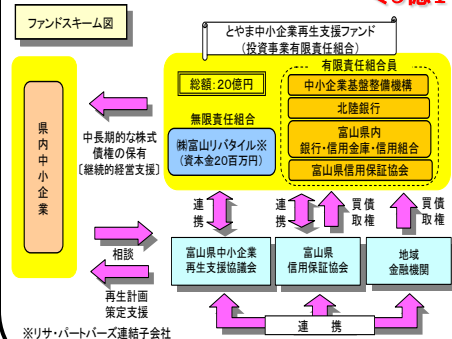 ファンドスキーム図
とやま中小企業再生支援ファンド
（投資事業有限責任組合）
総額：20億円
有限責任組合員
中小企業基盤整備機構
北陸銀行
富山県内
銀行・信用金庫・信用組合
富山県信用保証協会
無限責任組合
㈱富山リバタイル※
（資本金20百万円）
県内中小企業
中長期的な株式
債権の保有
〔継続的経営支援〕
連携
連携
買取
債権
買取
債権
相談
再生計画
策定支援
富山県中小企業
再生支援協議会
富山県
信用保証協会
地域
金融機関
連　携
※リサ・パートバーズ連結子会社